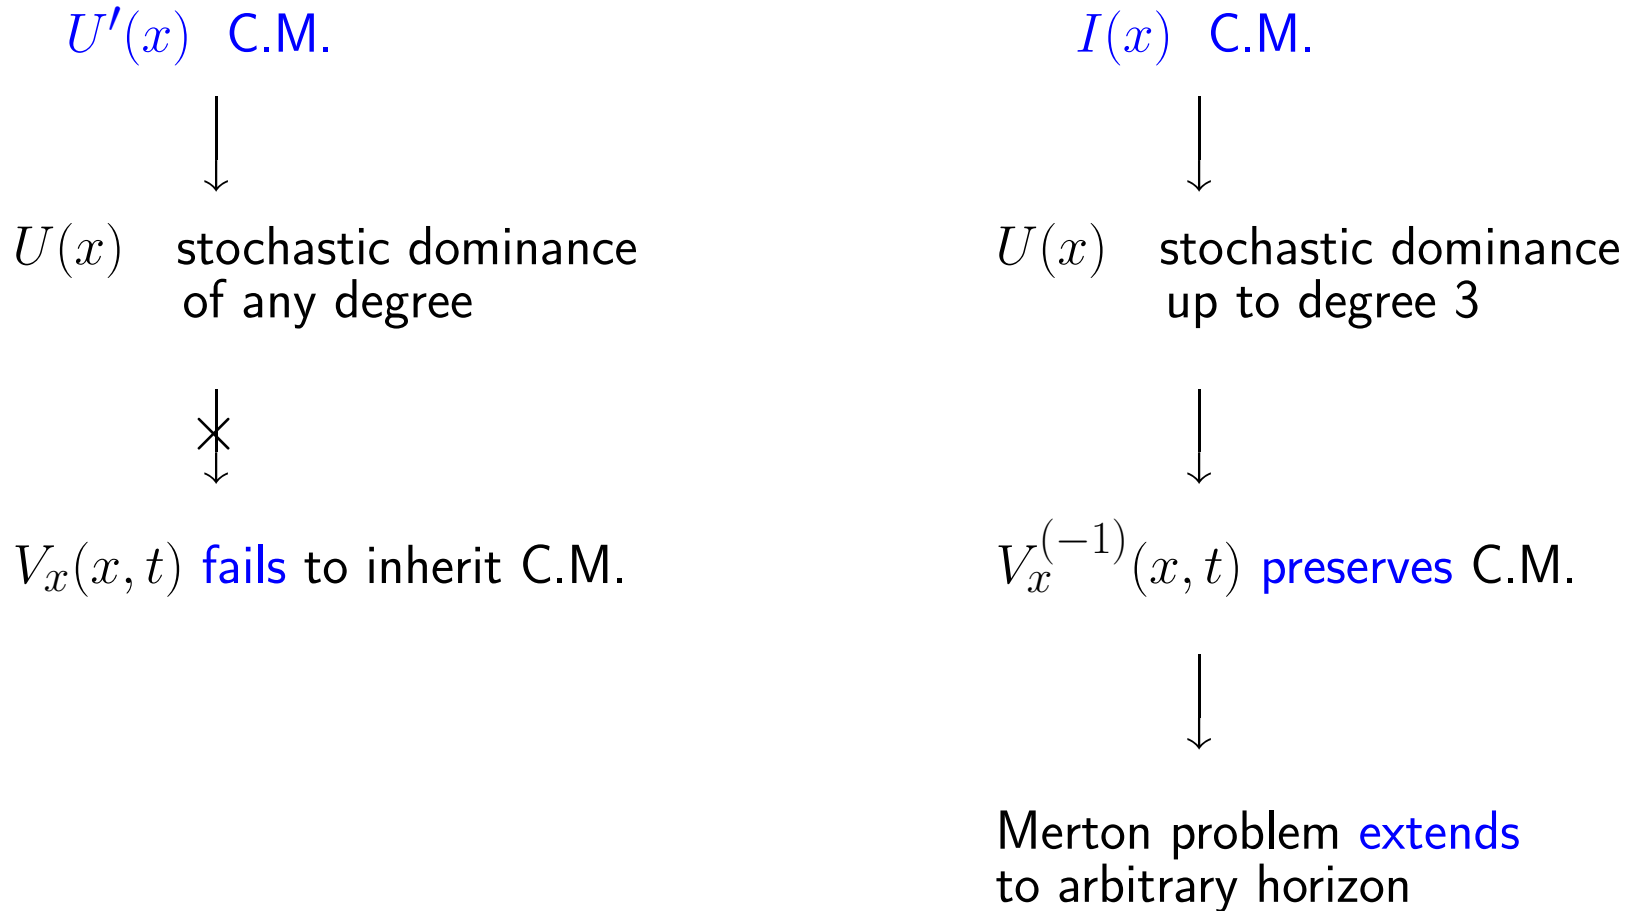 U′(x) C.M.
U(x) stochastic dominance
of any degree
V_x(x, t) fails to inherit C.M.
I(x) C.M.
U(x) stochastic dominance
up to degree 3
V_x^{(−1)}(x, t) preserves C.M.
Merton problem extends
to arbitrary horizon